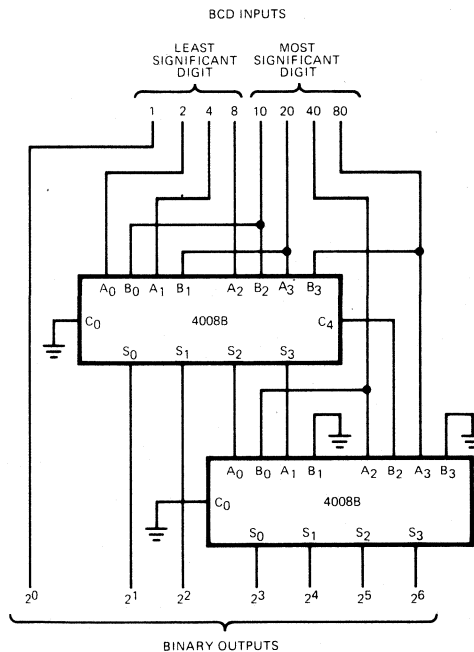 BCD INPUTS
LEAST SIGNIFICANT DIGIT
MOST SIGNIFICANT DIGIT
1 2 4 8 10 20 40 80
A0 B0 A1 B1 A2 B2 A3 B3
C0 4008B C4
S0 S1 S2 S3
A0 B0 A1 B1 A2 B2 A3 B3
C0 4008B
S0 S1 S2 S3
2^0 2^1 2^2 2^3 2^4 2^5 2^6
BINARY OUTPUTS